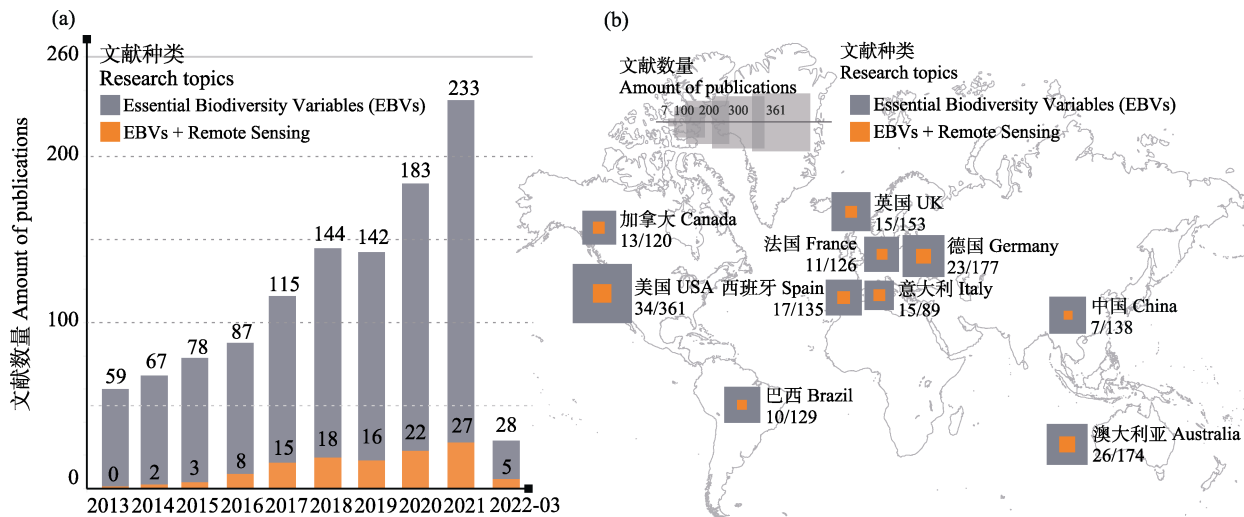 (a)
文献种类
Research topics
Essential Biodiversity Variables (EBVs)
EBVs + Remote Sensing
文献数量 Amount of publications
260
200
100
0
59
67
78
87
115
144
142
183
233
28
0
2
3
8
15
18
16
22
27
5
2013 2014 2015 2016 2017 2018 2019 2020 2021 2022-03
(b)
文献数量
Amount of publications
7 100 200 300 361
文献种类
Research topics
Essential Biodiversity Variables (EBVs)
EBVs + Remote Sensing
加拿大 Canada
13/120
英国 UK
15/153
法国 France
11/126
德国 Germany
23/177
美国 USA
34/361
西班牙 Spain
17/135
意大利 Italy
15/89
中国 China
7/138
巴西 Brazil
10/129
澳大利亚 Australia
26/174